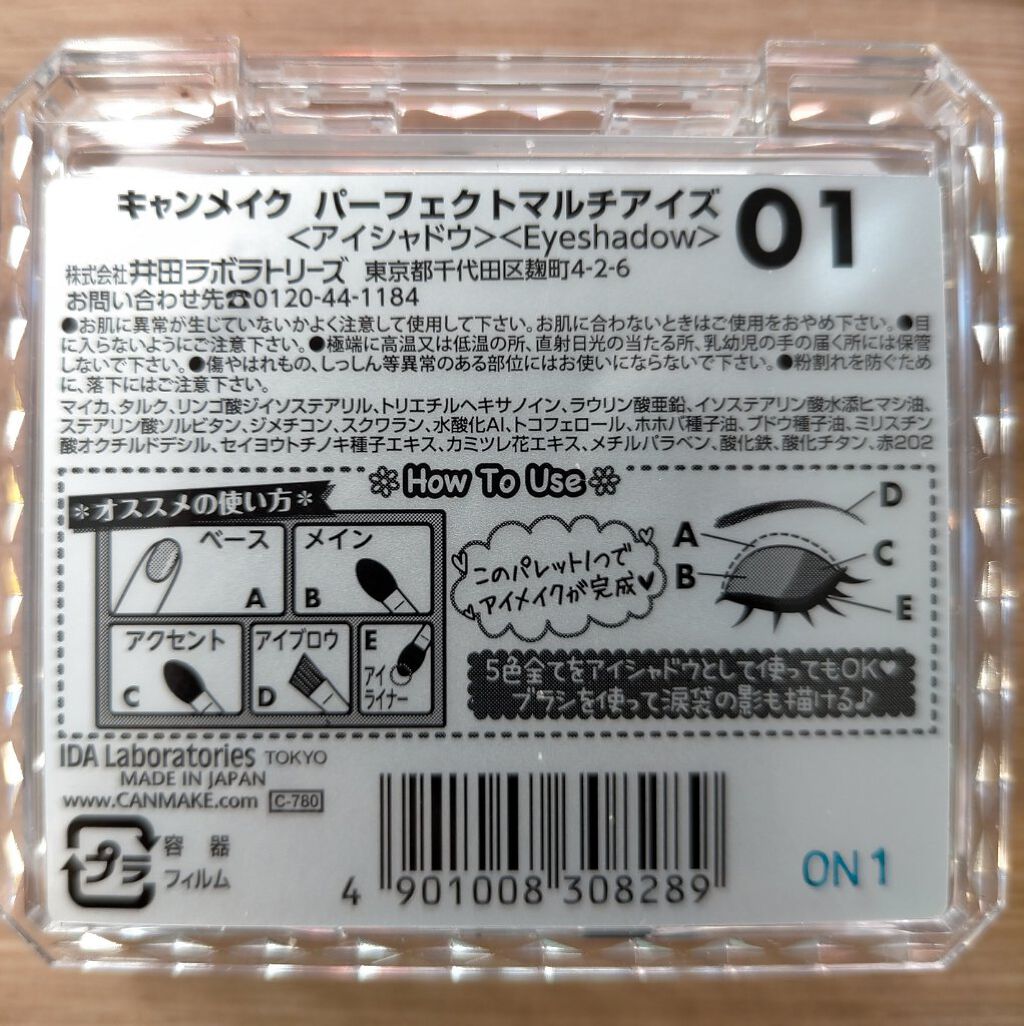 キャンメイク パーフェクトマルチアイズ 01
<アイシャドウ><Eyeshadow>
株式会社 井田ラボラトリーズ 東京都千代田区麹町4-2-6
お問い合わせ先☎0120-44-1184
●お肌に異常が生じていないかよく注意して使用して下さい。お肌に合わないときはご使用をおやめ下さい。●目
に入らないようにご注意下さい。●極端に高温又は低温の所、直射日光の当たる所、乳幼児の手の届く所には保管
しないで下さい。●傷やはれもの、しっしん等異常のある部位にはお使いにならないで下さい。●粉割れを防ぐため
に、落下にはご注意下さい。
マイカ、タルク、リンゴ酸ジイソステアリル、トリエチルヘキサノイン、ラウリン酸亜鉛、イソステアリン酸水添ヒマシ油、
ステアリン酸ソルビタン、ジメチコン、スクワラン、水酸化Al、トコフェロール、ホホバ種子油、ブドウ種子油、ミリスチン
酸オクチルドデシル、セイヨウトチノキ種子エキス、カミツレ花エキス、メチルパラベン、酸化鉄、酸化チタン、赤202
How To Use
*オススメの使い方*
ベース
A
メイン
B
アクセント
C
アイブロウ
D
E
アイ
ライナー
このパレット1つで
アイメイクが完成♥
A
B
D
C
E
5色全てをアイシャドウとして使ってもOK♥
ブラシを使って涙袋の影も描ける♪
IDA Laboratories TOKYO
MADE IN JAPAN
www.CANMAKE.com C-780
プラ
容器
フィルム
4 901008 308289
ON1